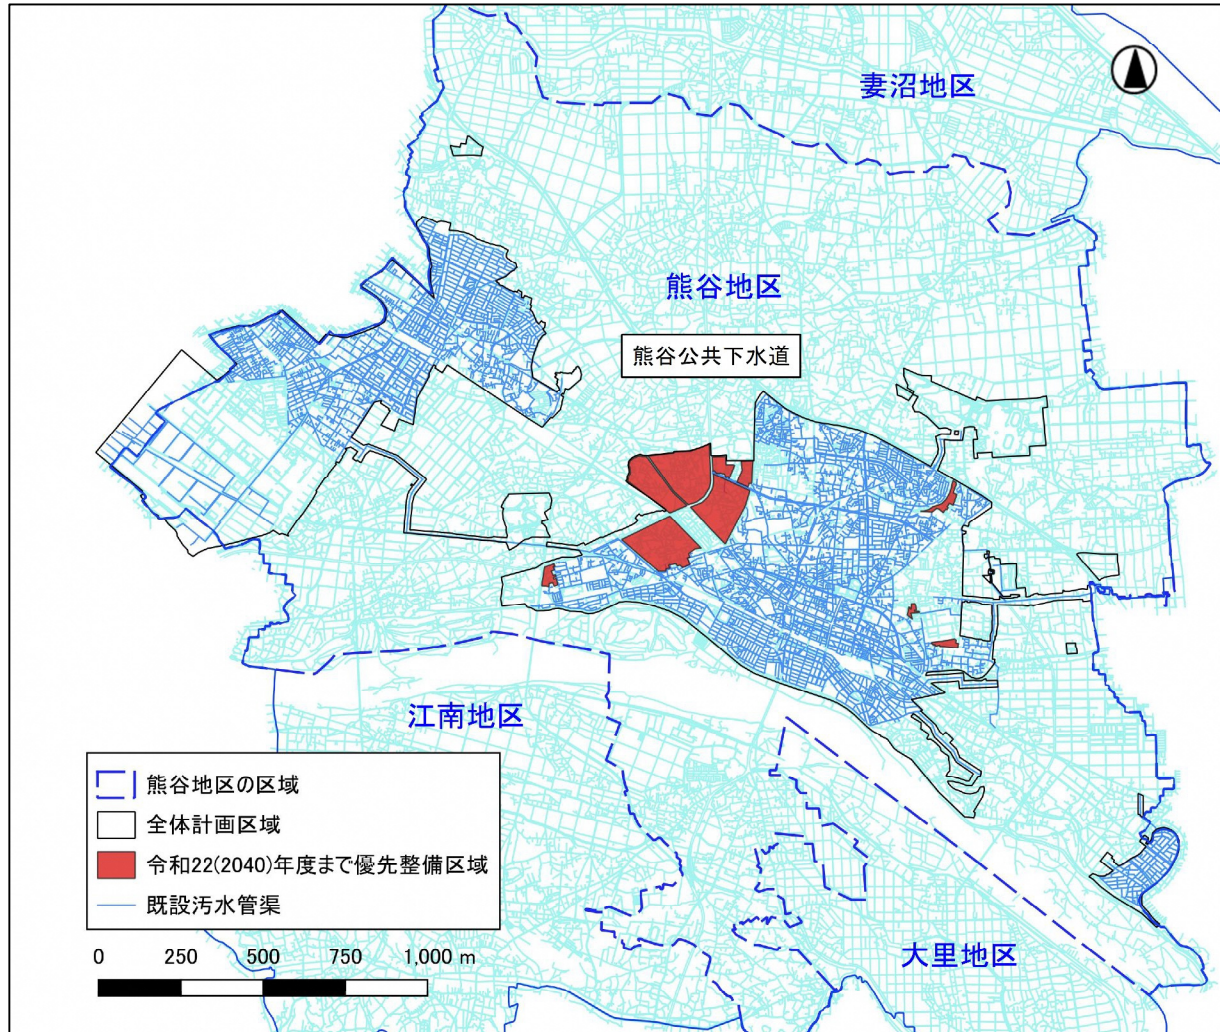 妻沼地区
熊谷地区
熊谷公共下水道
江南地区
熊谷地区の区域
全体計画区域
令和22(2040)年度まで優先整備区域
既設汚水管渠
0 250 500 750 1,000 m
大里地区